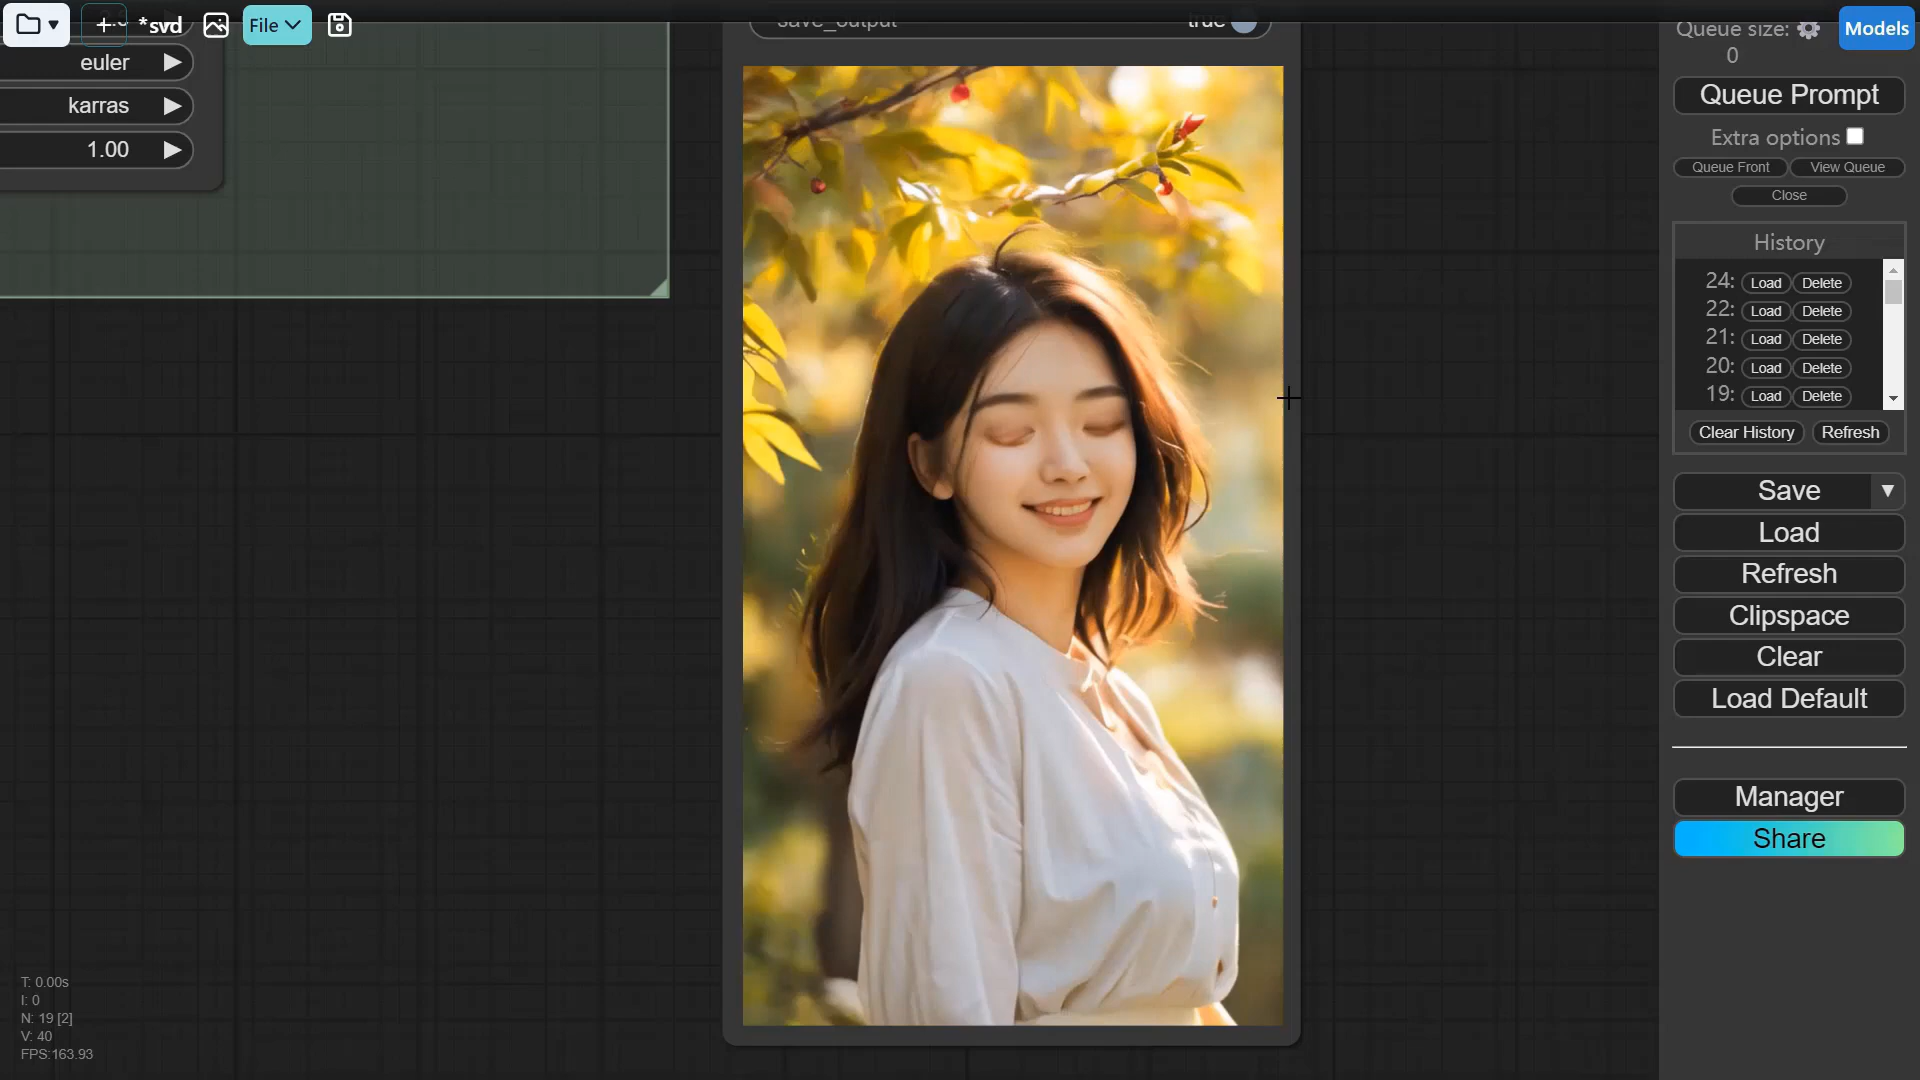 *svd
File
save_output
true
euler
karras
1.00
Queue size:
0
Models
Queue Prompt
Extra options
Queue Front
View Queue
Close
History
24: Load Delete
22: Load Delete
21: Load Delete
20: Load Delete
19: Load Delete
Clear History
Refresh
Save
Load
Refresh
Clipspace
Clear
Load Default
Manager
Share
T: 0.00s
I: 0
N: 19 [2]
V: 40
FPS:163.93